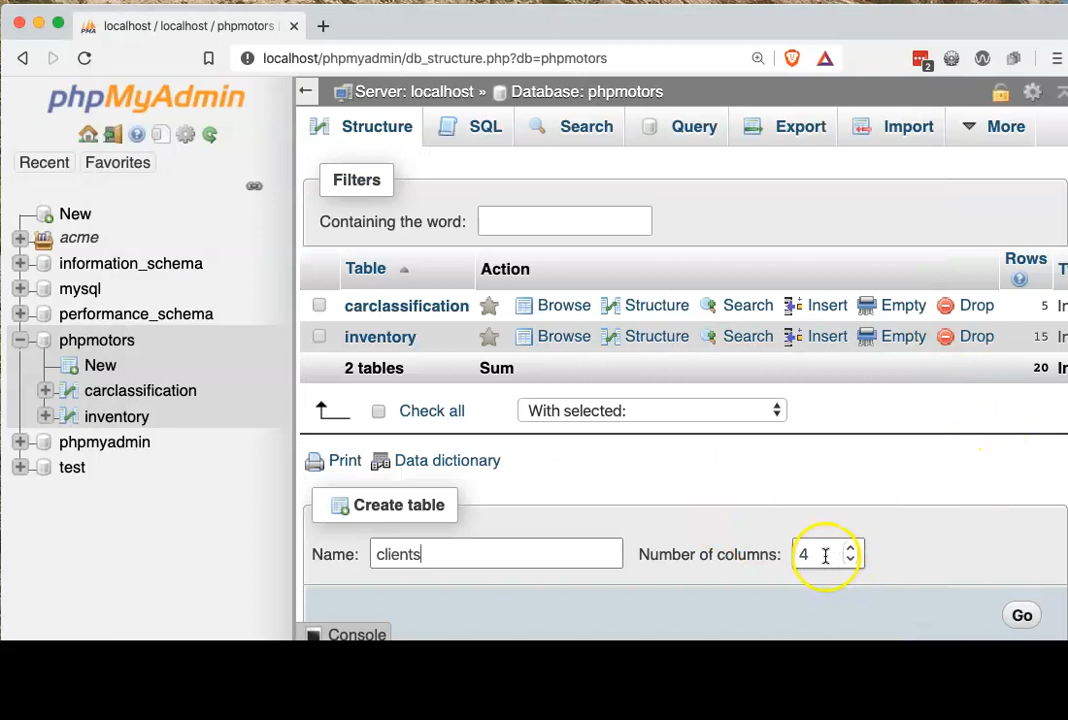 localhost / localhost / phpmotors
localhost/phpmyadmin/db_structure.php?db=phpmotors
2
phpMyAdmin
Recent Favorites
New
acme
information_schema
mysql
performance_schema
phpmotors
New
carclassification
inventory
phpmyadmin
test
Server: localhost » Database: phpmotors
Structure SQL Search Query Export Import More
Filters
Containing the word:
Table Action Rows
carclassification Browse Structure Search Insert Empty Drop 5 In
inventory Browse Structure Search Insert Empty Drop 15 In
2 tables Sum 20 In
Check all With selected:
Print Data dictionary
Create table
Name: clients Number of columns: 4
Go
Console